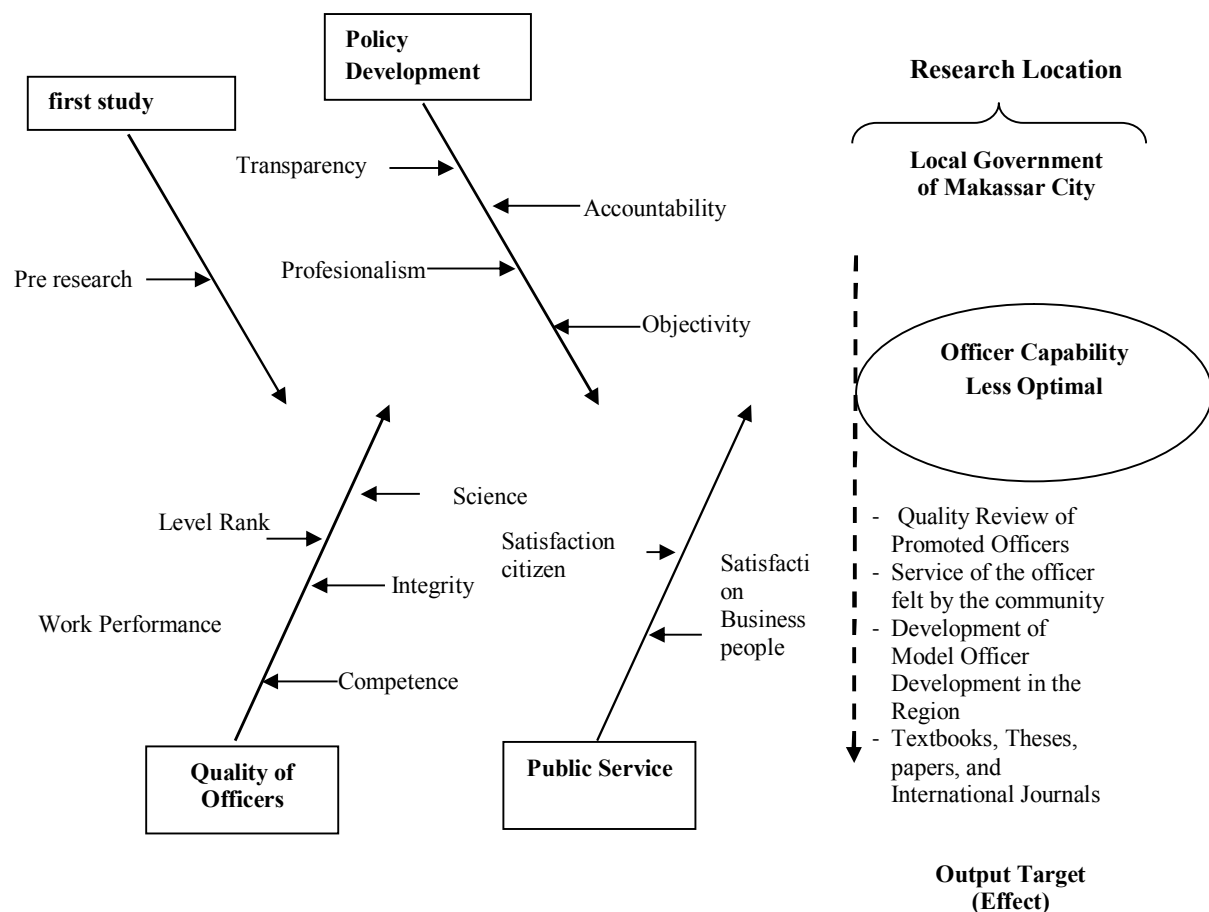 Policy
Development
first study
Transparency
Accountability
Profesionalism
Pre research
Objectivity
Science
Level Rank
Integrity
Work Performance
Competence
Quality of
Officers
Satisfaction
citizen
Satisfacti
on
Business
people
Public Service
Research Location
Local Government
of Makassar City
Officer Capability
Less Optimal
- Quality Review of
Promoted Officers
- Service of the officer
felt by the community
- Development of
Model Officer
Development in the
Region
- Textbooks, Theses,
papers, and
International Journals
Output Target
(Effect)